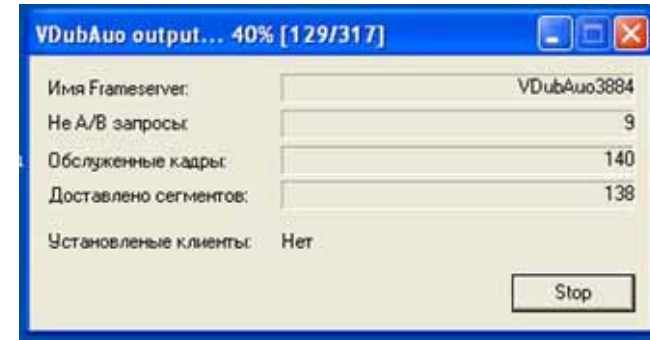 VDubAuo output... 40% [129/317]
Имя Frameserver: VDubAuo3884
Не A/B запросы: 9
Обслуженные кадры: 140
Доставлено сегментов: 138
Установленые клиенты: Нет
Stop